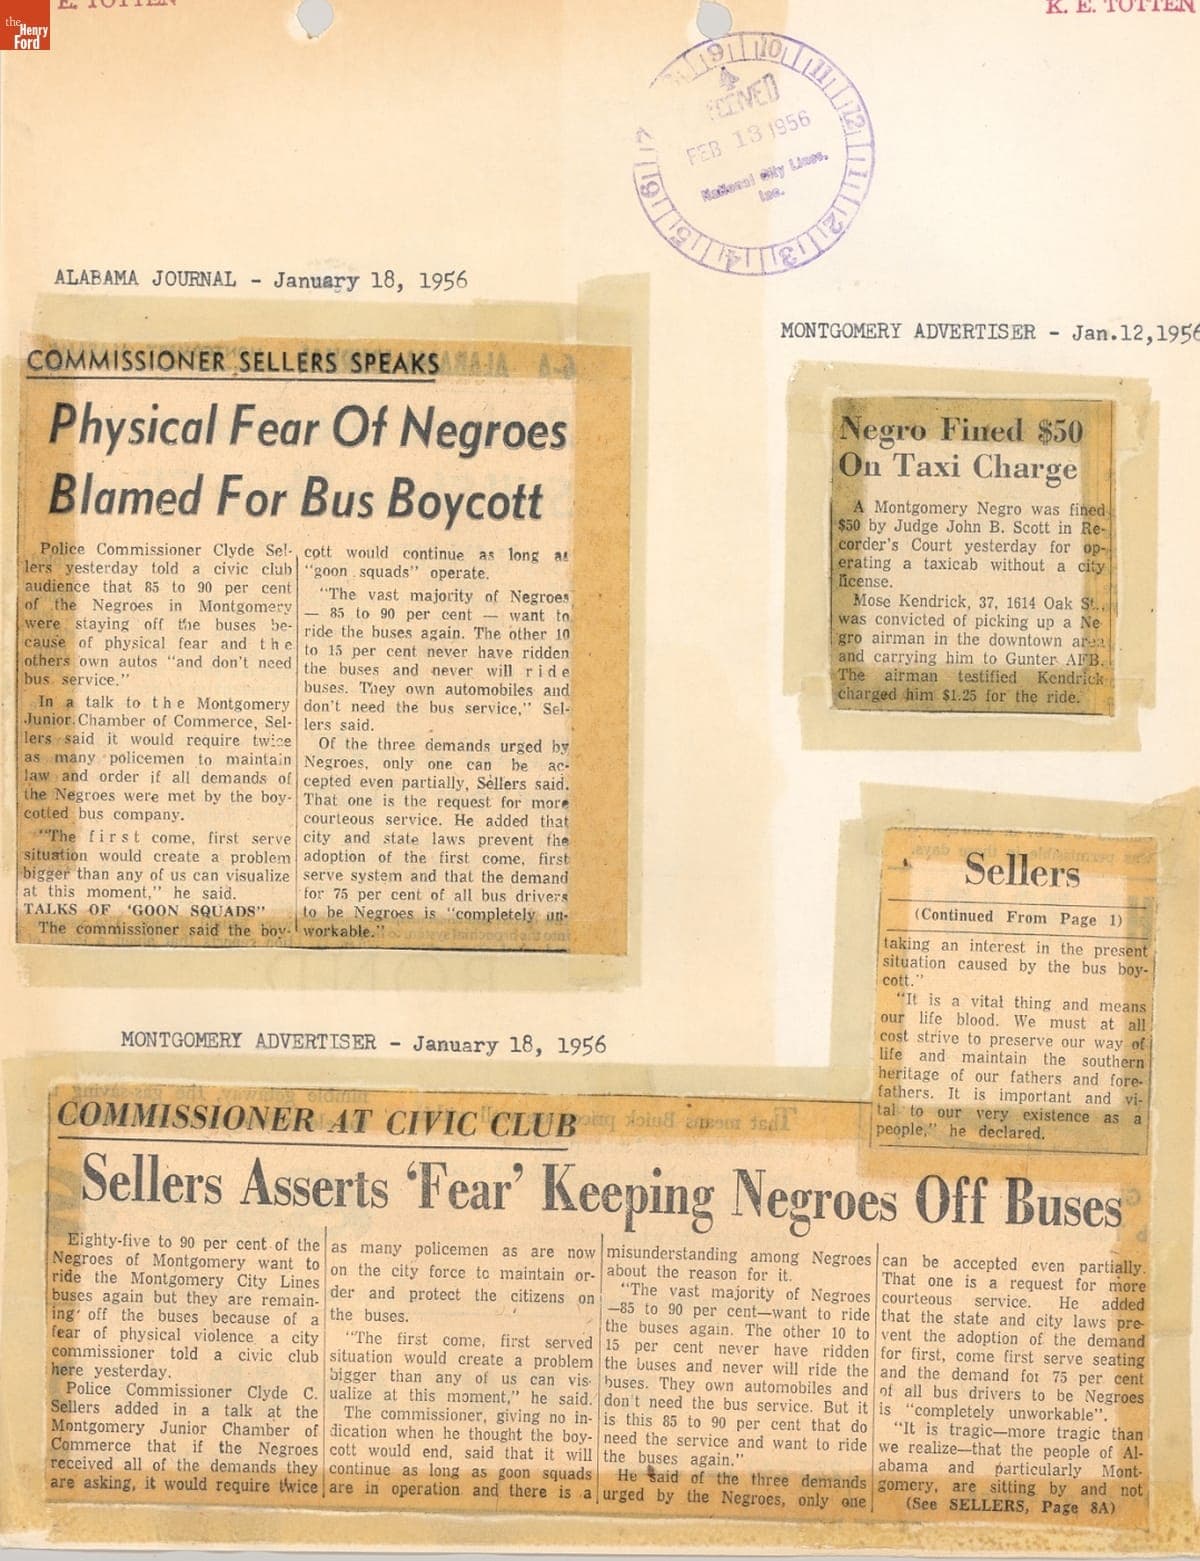 the
Henry
Ford
E. TOTTEN
K. E. TOTTEN
9 10 11 12 1 2 3 4 5 6 7
RECEIVED
FEB 13 1956
National City Lines.
Inc.
ALABAMA JOURNAL - January 18, 1956
COMMISSIONER SELLERS SPEAKS
Physical Fear Of Negroes
Blamed For Bus Boycott
Police Commissioner Clyde Sel-
lers yesterday told a civic club
audience that 85 to 90 per cent
of the Negroes in Montgomery
were staying off the buses be-
cause of physical fear and the
others own autos "and don't need
bus service."
In a talk to the Montgomery
Junior Chamber of Commerce, Sel-
lers said it would require twice
as many policemen to maintain
law and order if all demands of
the Negroes were met by the boy-
cotted bus company.
"The first come, first serve
situation would create a problem
bigger than any of us can visualize
at this moment," he said.
TALKS OF 'GOON SQUADS"
The commissioner said the boy-
cott would continue as long as
"goon squads" operate.
"The vast majority of Negroes
— 85 to 90 per cent — want to
ride the buses again. The other 10
to 15 per cent never have ridden
the buses and never will ride
buses. They own automobiles and
don't need the bus service," Sel-
lers said.
Of the three demands urged by
Negroes, only one can be ac-
cepted even partially, Sellers said.
That one is the request for more
courteous service. He added that
city and state laws prevent the
adoption of the first come, first
serve system and that the demand
for 75 per cent of all bus drivers
to be Negroes is "completely un-
workable."
MONTGOMERY ADVERTISER - Jan.12,1956
Negro Fined $50
On Taxi Charge
A Montgomery Negro was fined
$50 by Judge John B. Scott in Re-
corder's Court yesterday for op-
erating a taxicab without a city
license.
Mose Kendrick, 37, 1614 Oak St.,
was convicted of picking up a Ne-
gro airman in the downtown area
and carrying him to Gunter AFB.
The airman testified Kendrick
charged him $1.25 for the ride.
MONTGOMERY ADVERTISER - January 18, 1956
COMMISSIONER AT CIVIC CLUB
Sellers Asserts 'Fear' Keeping Negroes Off Buses
Eighty-five to 90 per cent of the
Negroes of Montgomery want to
ride the Montgomery City Lines
buses again but they are remain-
ing off the buses because of a
fear of physical violence a city
commissioner told a civic club
here yesterday.
Police Commissioner Clyde C.
Sellers added in a talk at the
Montgomery Junior Chamber of
Commerce that if the Negroes
received all of the demands they
are asking, it would require twice
as many policemen as are now
on the city force to maintain or-
der and protect the citizens on
the buses.
"The first come, first served
situation would create a problem
bigger than any of us can vis-
ualize at this moment," he said.
The commissioner, giving no in-
dication when he thought the boy-
cott would end, said that it will
continue as long as goon squads
are in operation and there is a
misunderstanding among Negroes
about the reason for it.
"The vast majority of Negroes
—85 to 90 per cent—want to ride
the buses again. The other 10 to
15 per cent never have ridden
the buses and never will ride the
buses. They own automobiles and
don't need the bus service. But it
is this 85 to 90 per cent that do
need the service and want to ride
the buses again."
He said of the three demands
urged by the Negroes, only one
can be accepted even partially.
That one is a request for more
courteous service. He added
that the state and city laws pre-
vent the adoption of the demand
for first, come first serve seating
and the demand for 75 per cent
of all bus drivers to be Negroes
is "completely unworkable".
"It is tragic—more tragic than
we realize—that the people of Al-
abama and particularly Mont-
gomery, are sitting by and not
(See SELLERS, Page 8A)
Sellers
(Continued From Page 1)
taking an interest in the present
situation caused by the bus boy-
cott."
"It is a vital thing and means
our life blood. We must at all
cost strive to preserve our way of
life and maintain the southern
heritage of our fathers and fore-
fathers. It is important and vi-
tal to our very existence as a
people," he declared.